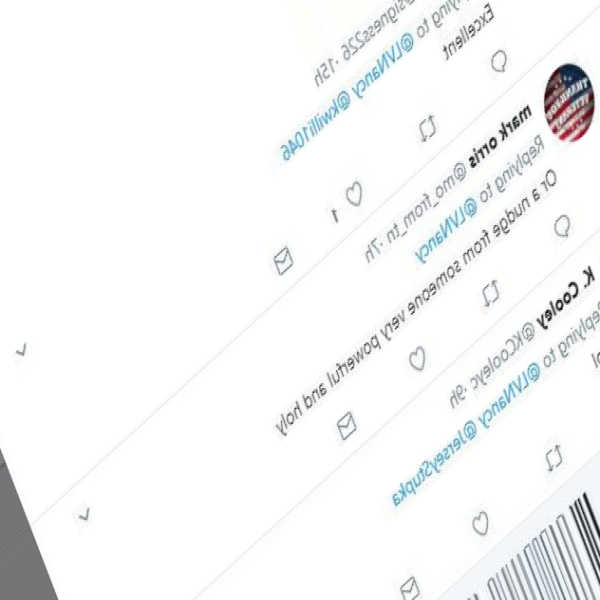 @signess226 · 15h
Replying to @LVNancy @kwilli1046
Excellent
1
mark orris @mo_from_tn · 7h
Replying to @LVNancy
Or a nudge from someone very powerful and holy
K. Cooley @KCooleyc · 9h
Replying to @LVNancy @JerseyStupka